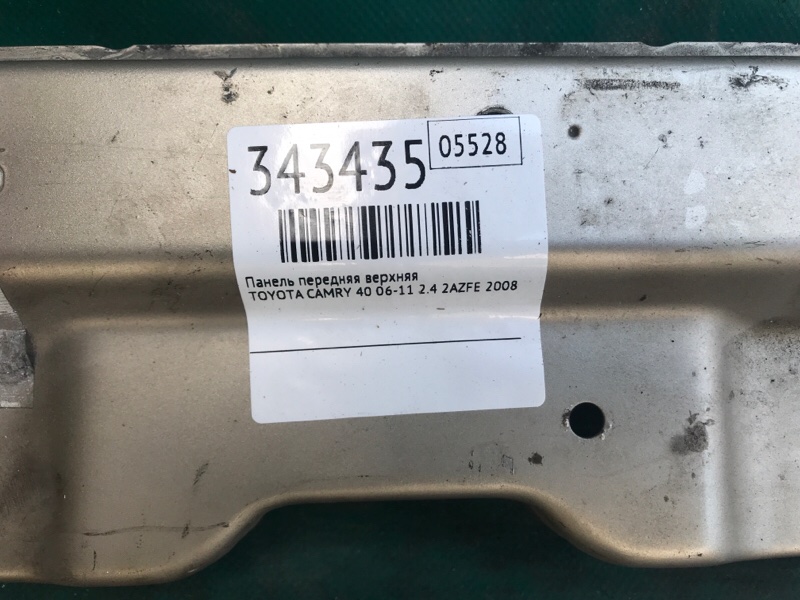 343435
05528
Панель передняя верхняя
TOYOTA CAMRY 40 06-11 2.4 2AZFE 2008